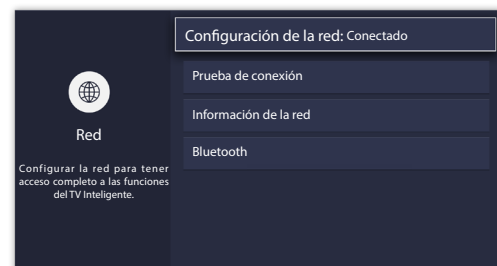 Configuración de la red: Conectado
Prueba de conexión
Información de la red
Bluetooth
Red
Configurar la red para tener
acceso completo a las funciones
del TV Inteligente.